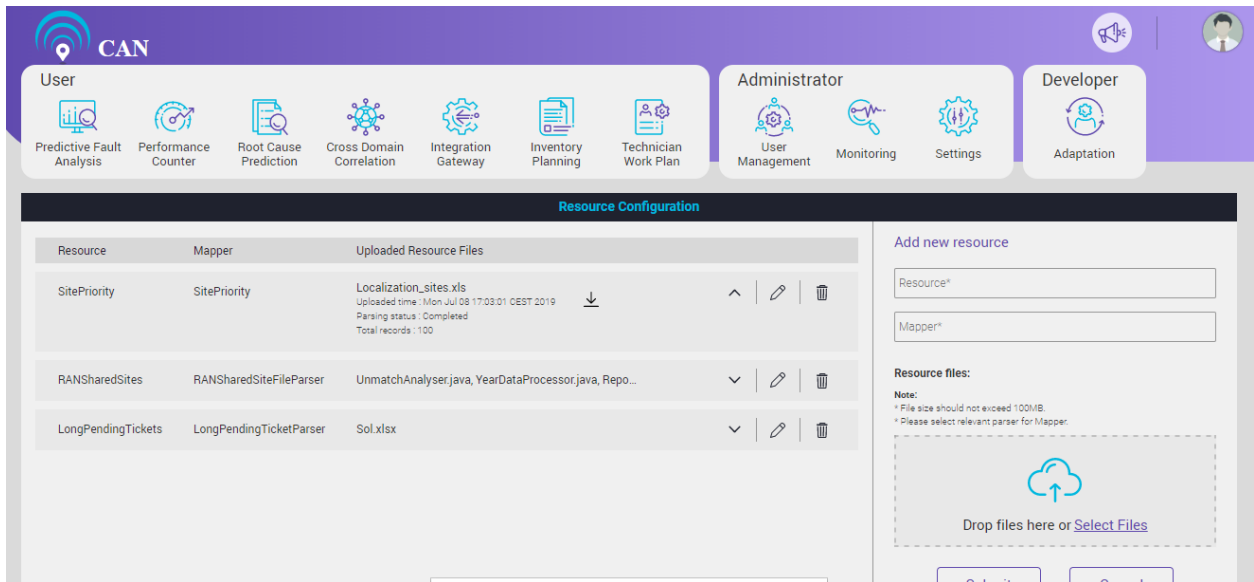 CAN
User
Administrator
Developer
Predictive Fault
Analysis
Performance
Counter
Root Cause
Prediction
Cross Domain
Correlation
Integration
Gateway
Inventory
Planning
Technician
Work Plan
User
Management
Monitoring
Settings
Adaptation
Resource Configuration
Resource Mapper Uploaded Resource Files
SitePriority SitePriority Localization_sites.xls
Uploaded time : Mon Jul 08 17:03:01 CEST 2019
Parsing status : Completed
Total records : 100
RANSharedSites RANSharedSiteFileParser UnmatchAnalyser.java, YearDataProcessor.java, Repo...
LongPendingTickets LongPendingTicketParser Sol.xlsx
Add new resource
Resource*
Mapper*
Resource files:
Note:
* File size should not exceed 100MB.
* Please select relevant parser for Mapper.
Drop files here or Select Files